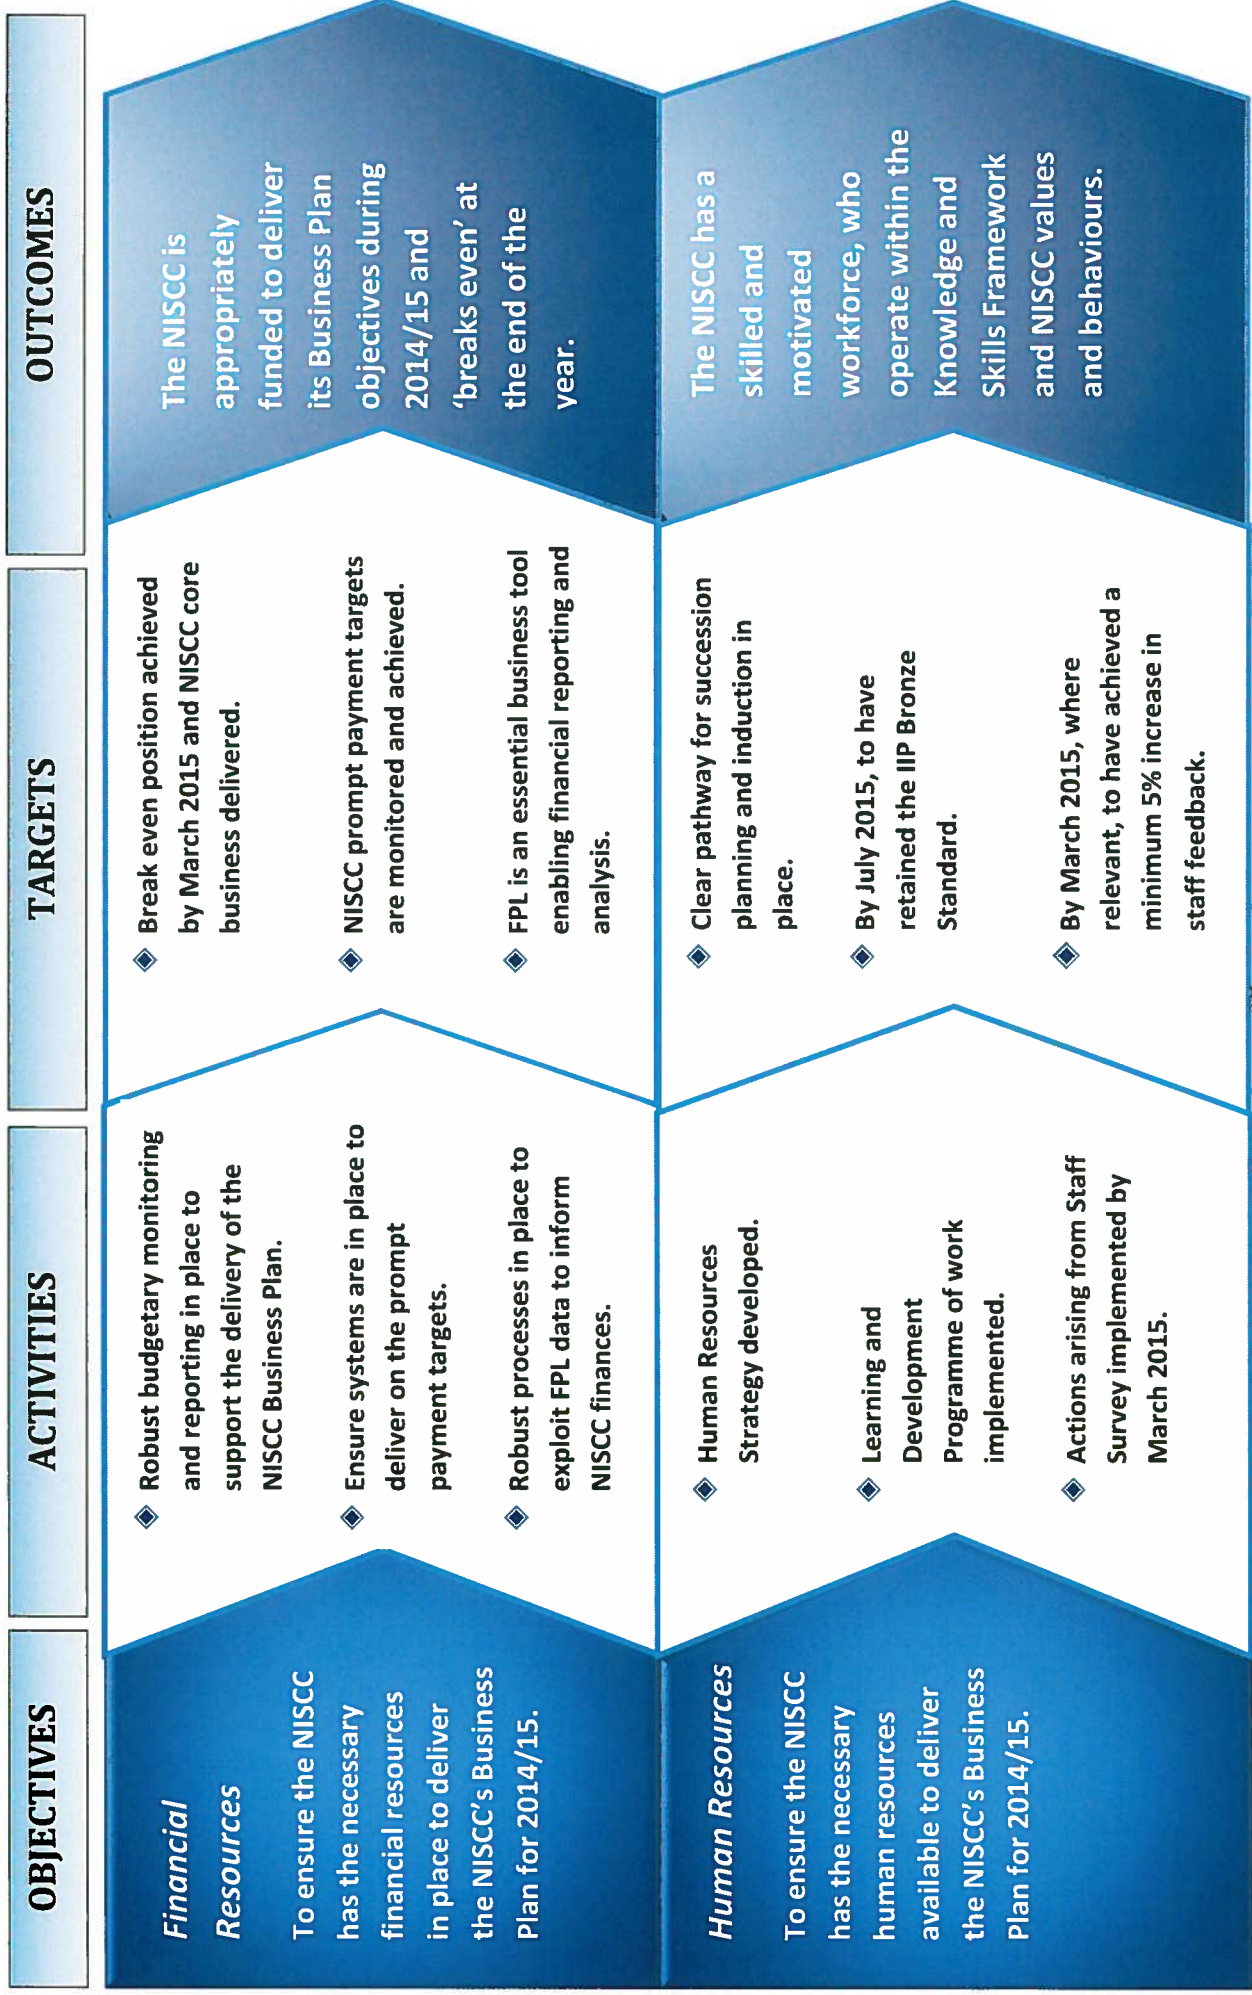 OBJECTIVES
ACTIVITIES
TARGETS
OUTCOMES
Financial
Resources
To ensure the NISCC
has the necessary
financial resources
in place to deliver
the NISCC's Business
Plan for 2014/15.
Robust budgetary monitoring
and reporting in place to
support the delivery of the
NISCC Business Plan.
Ensure systems are in place to
deliver on the prompt
payment targets.
Robust processes in place to
exploit FPL data to inform
NISCC finances.
Break even position achieved
by March 2015 and NISCC core
business delivered.
NISCC prompt payment targets
are monitored and achieved.
FPL is an essential business tool
enabling financial reporting and
analysis.
The NISCC is
appropriately
funded to deliver
its Business Plan
objectives during
2014/15 and
‘breaks even’ at
the end of the
year.
Human Resources
To ensure the NISCC
has the necessary
human resources
available to deliver
the NISCC's Business
Plan for 2014/15.
Human Resources
Strategy developed.
Learning and
Development
Programme of work
implemented.
Actions arising from Staff
Survey implemented by
March 2015.
Clear pathway for succession
planning and induction in
place.
By July 2015, to have
retained the IIP Bronze
Standard.
By March 2015, where
relevant, to have achieved a
minimum 5% increase in
staff feedback.
The NISCC has a
skilled and
motivated
workforce, who
operate within the
Knowledge and
Skills Framework
and NISCC values
and behaviours.